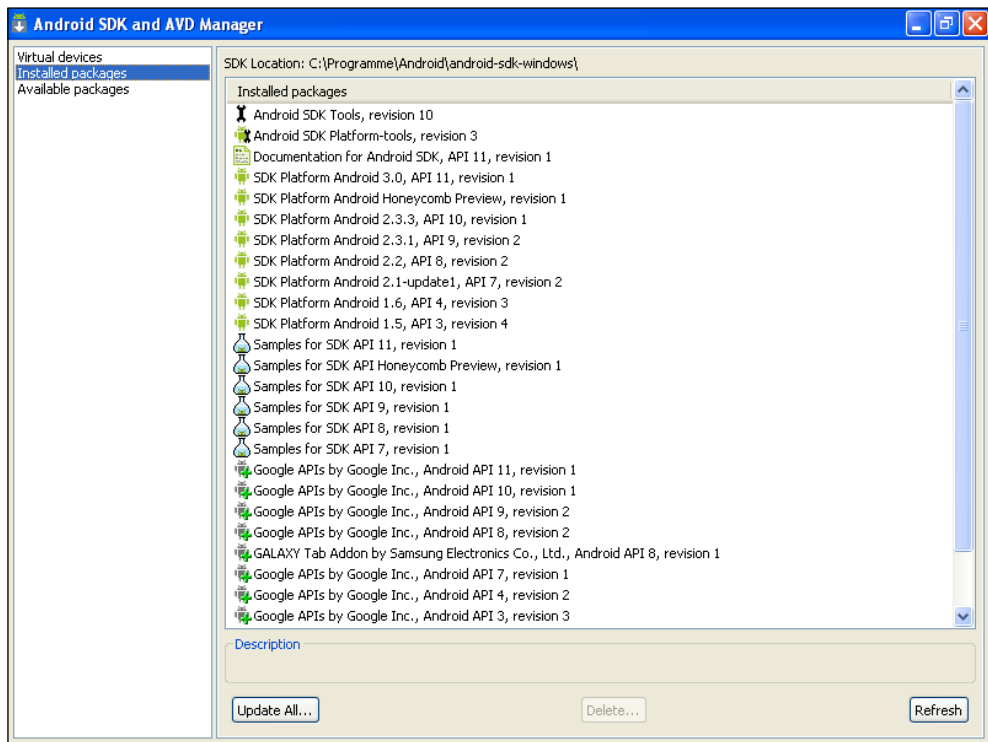 Android SDK and AVD Manager
Virtual devices
Installed packages
Available packages
SDK Location: C:\Programme\Android\android-sdk-windows\
Installed packages
Android SDK Tools, revision 10
Android SDK Platform-tools, revision 3
Documentation for Android SDK, API 11, revision 1
SDK Platform Android 3.0, API 11, revision 1
SDK Platform Android Honeycomb Preview, revision 1
SDK Platform Android 2.3.3, API 10, revision 1
SDK Platform Android 2.3.1, API 9, revision 2
SDK Platform Android 2.2, API 8, revision 2
SDK Platform Android 2.1-update1, API 7, revision 2
SDK Platform Android 1.6, API 4, revision 3
SDK Platform Android 1.5, API 3, revision 4
Samples for SDK API 11, revision 1
Samples for SDK API Honeycomb Preview, revision 1
Samples for SDK API 10, revision 1
Samples for SDK API 9, revision 1
Samples for SDK API 8, revision 1
Samples for SDK API 7, revision 1
Google APIs by Google Inc., Android API 11, revision 1
Google APIs by Google Inc., Android API 10, revision 1
Google APIs by Google Inc., Android API 9, revision 2
Google APIs by Google Inc., Android API 8, revision 2
GALAXY Tab Addon by Samsung Electronics Co., Ltd., Android API 8, revision 1
Google APIs by Google Inc., Android API 7, revision 1
Google APIs by Google Inc., Android API 4, revision 2
Google APIs by Google Inc., Android API 3, revision 3
Description
Update All...
Delete...
Refresh